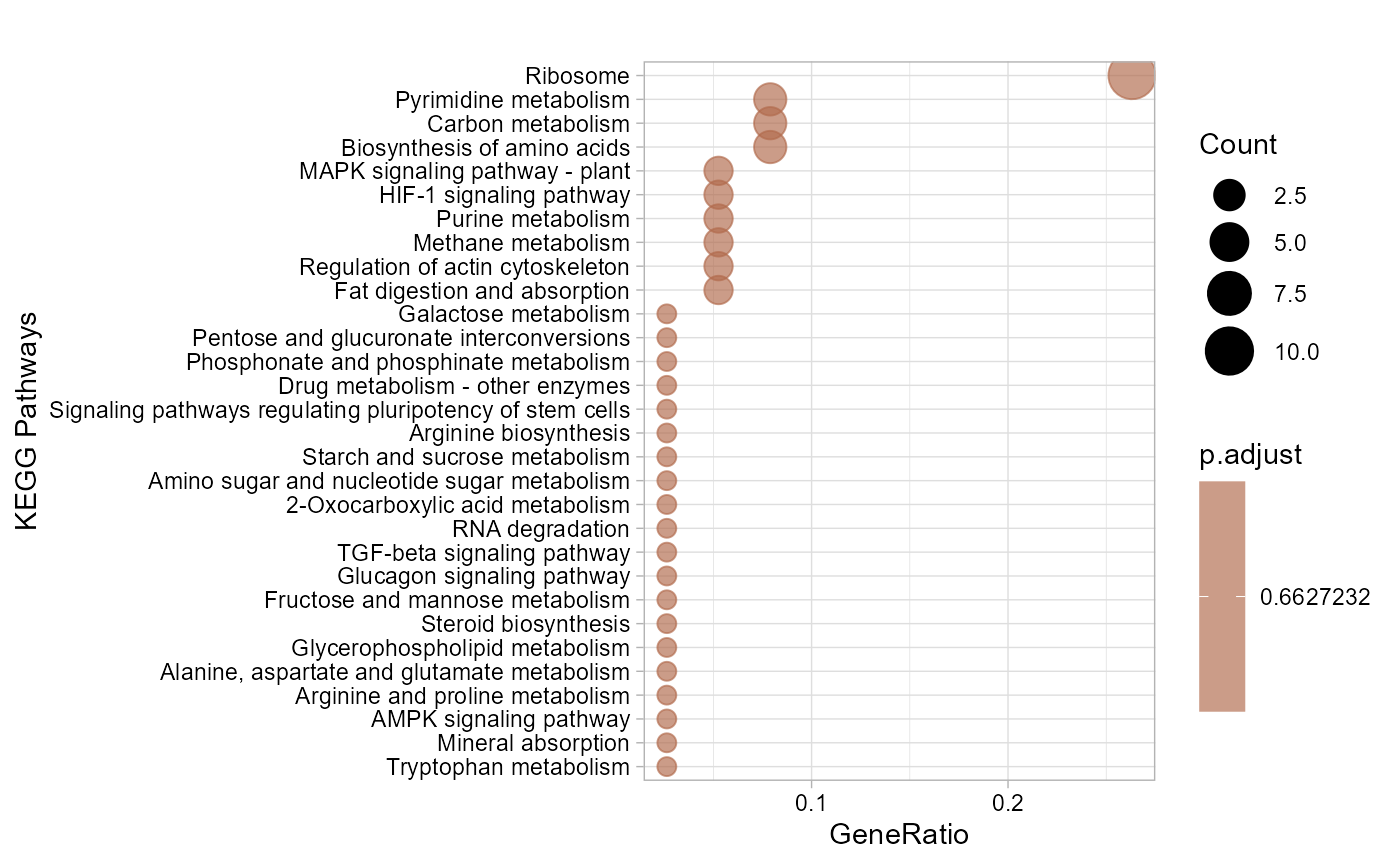 Ribosome
Pyrimidine metabolism
Carbon metabolism
Biosynthesis of amino acids
MAPK signaling pathway - plant
HIF-1 signaling pathway
Purine metabolism
Methane metabolism
Regulation of actin cytoskeleton
Fat digestion and absorption
Galactose metabolism
Pentose and glucuronate interconversions
Phosphonate and phosphinate metabolism
Drug metabolism - other enzymes
Signaling pathways regulating pluripotency of stem cells
Arginine biosynthesis
Starch and sucrose metabolism
Amino sugar and nucleotide sugar metabolism
2-Oxocarboxylic acid metabolism
RNA degradation
TGF-beta signaling pathway
Glucagon signaling pathway
Fructose and mannose metabolism
Steroid biosynthesis
Glycerophospholipid metabolism
Alanine, aspartate and glutamate metabolism
Arginine and proline metabolism
AMPK signaling pathway
Mineral absorption
Tryptophan metabolism
KEGG Pathways
0.1
0.2
GeneRatio
Count
2.5
5.0
7.5
10.0
p.adjust
0.6627232